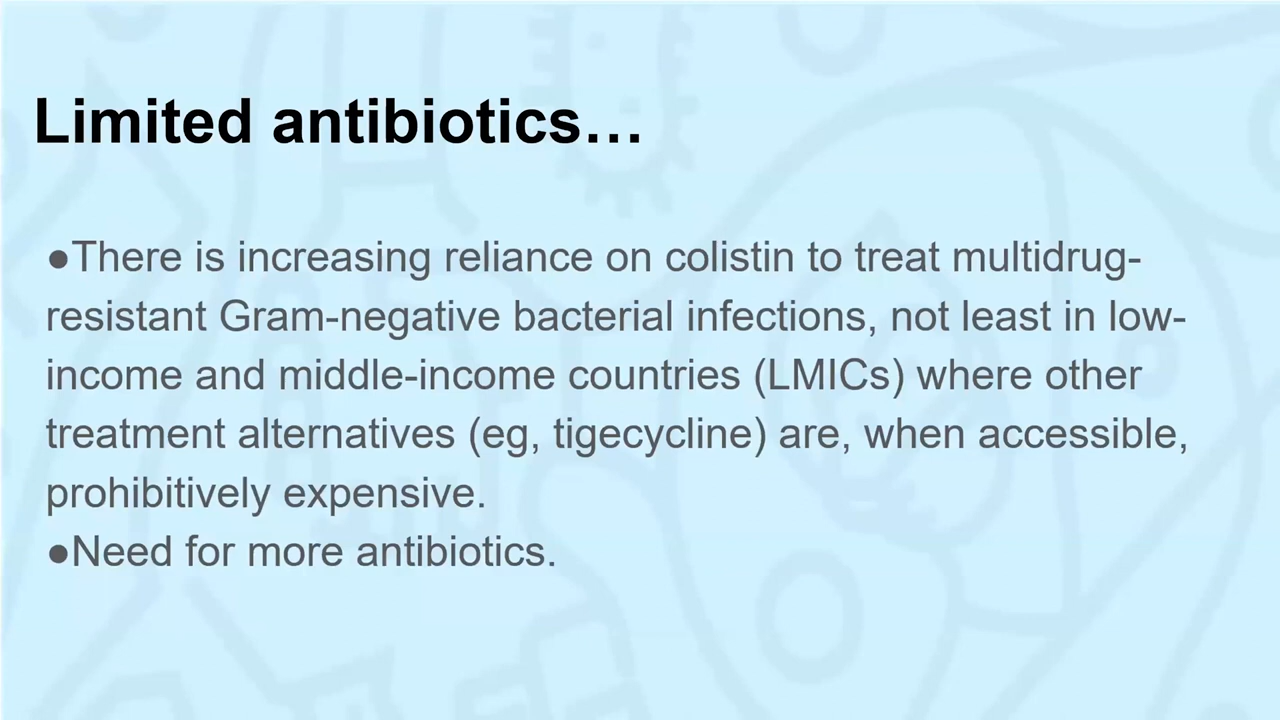 Limited antibiotics…
●There is increasing reliance on colistin to treat multidrug-
resistant Gram-negative bacterial infections, not least in low-
income and middle-income countries (LMICs) where other
treatment alternatives (eg, tigecycline) are, when accessible,
prohibitively expensive.
●Need for more antibiotics.